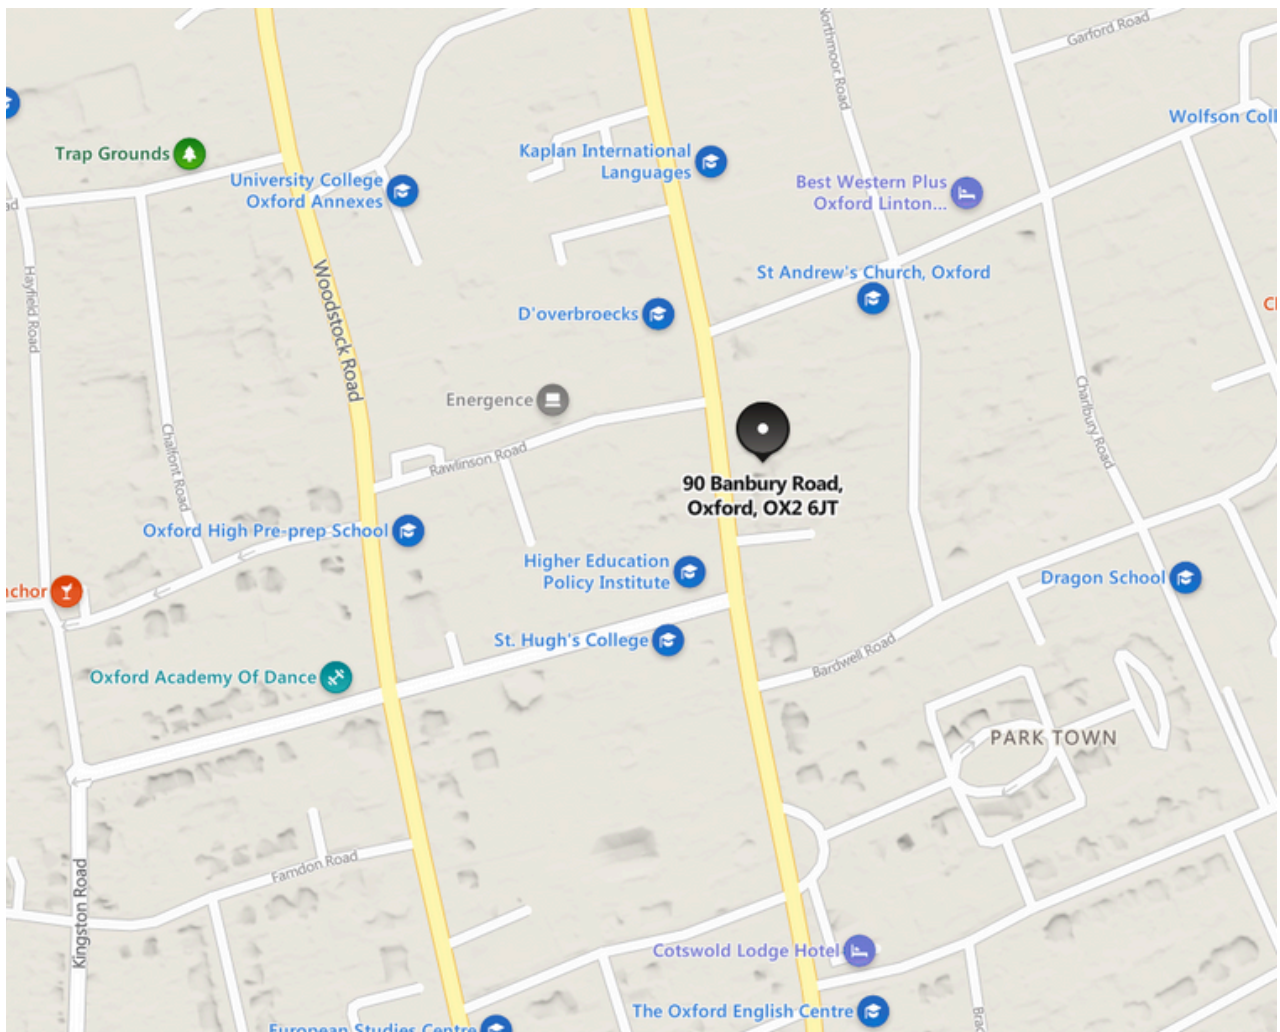 Northmoor Road
Garford Road
Wolfson Coll
Trap Grounds
Kaplan International
Languages
University College
Oxford Annexes
Best Western Plus
Oxford Linton...
ad
Hayfield Road
Woodstock Road
St Andrew's Church, Oxford
D'overbroecks
Energence
Charlbury Road
Chalfont Road
Rawlinson Road
90 Banbury Road,
Oxford, OX2 6JT
Oxford High Pre-prep School
Higher Education
Policy Institute
nchor
Dragon School
St. Hugh's College
Bardwell Road
Oxford Academy Of Dance
PARK TOWN
Farndon Road
Kingston Road
Cotswold Lodge Hotel
The Oxford English Centre
European Studies Centre